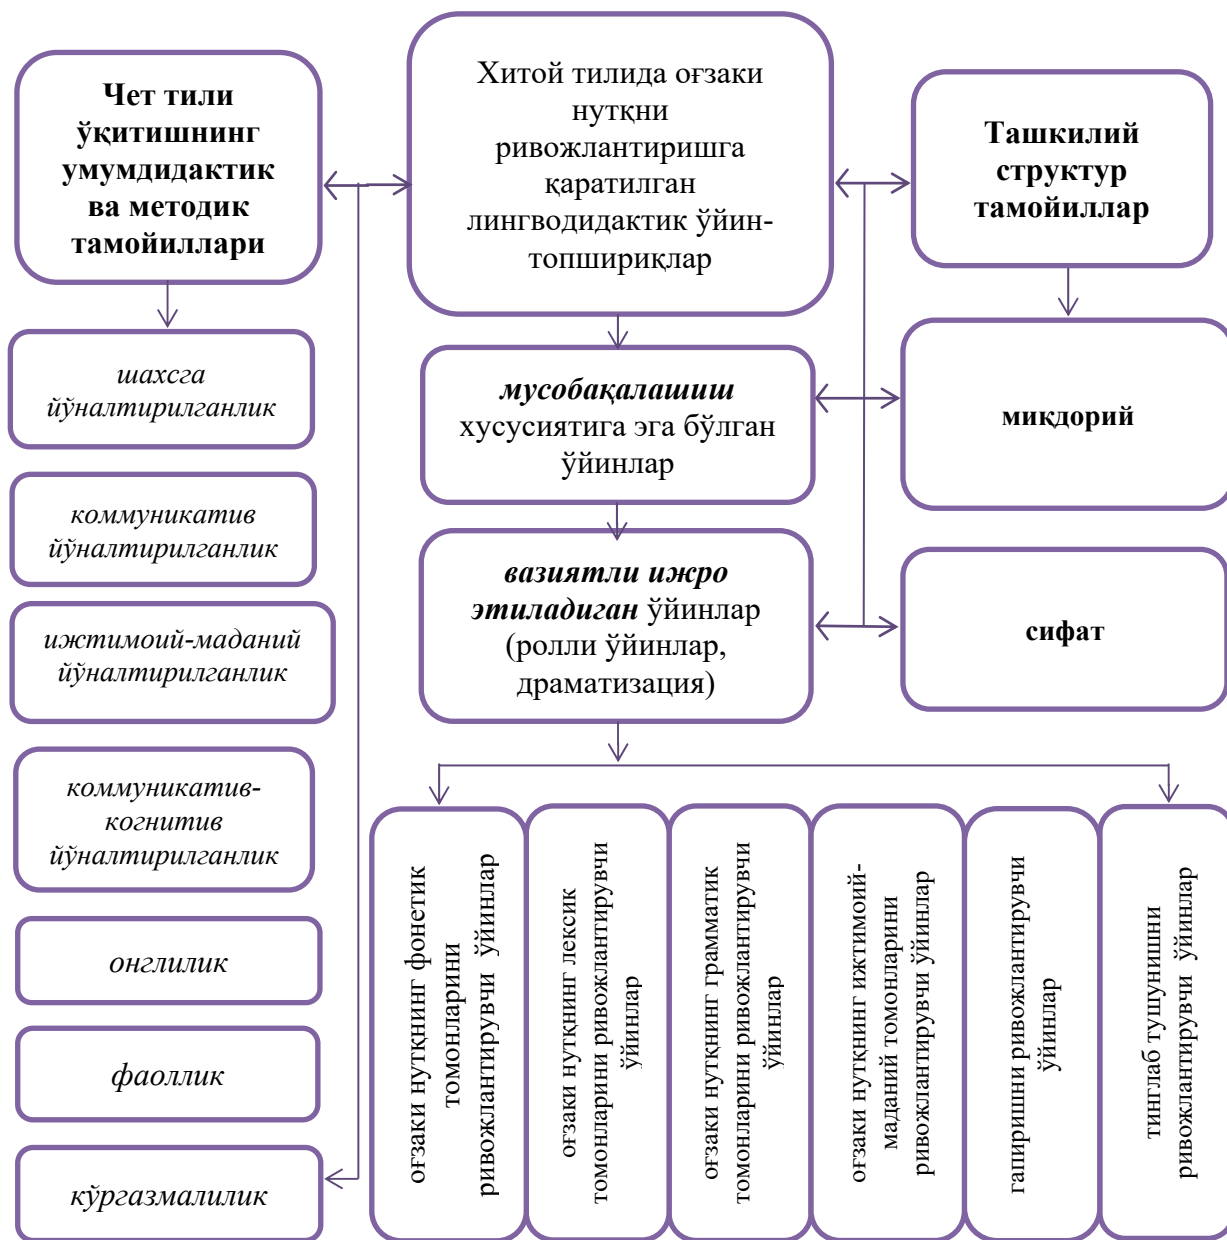 Чет тили
ўқитишнинг
умумдидактик
ва методик
тамойиллари
шахсга
йўналтирилганлик
коммуникатив
йўналтирилганлик
ижтимоий-маданий
йўналтирилганлик
коммуникатив-
когнитив
йўналтирилганлик
онглилик
фаоллик
кўргазмалилик
Хитой тилида оғзаки
нутқни
ривожлантиришга
қаратилган
лингводидактик ўйин-
топшириқлар
мусобақалашиш
хусусиятига эга бўлган
ўйинлар
вазиятли ижро
этиладиган ўйинлар
(ролли ўйинлар,
драматизация)
Ташкилий
структур
тамойиллар
миқдорий
сифат
оғзаки нутқнинг фонетик
томонларини
ривожлантирувчи ўйинлар
оғзаки нутқнинг лексик
томонларини ривожлантирувчи
ўйинлар
оғзаки нутқнинг грамматик
томонларини ривожлантирувчи
ўйинлар
оғзаки нутқнинг ижтимоий-
маданий томонларини
ривожлантирувчи ўйинлар
гапиришни ривожлантирувчи
ўйинлар
тинглаб тушунишни
ривожлантирувчи ўйинлар